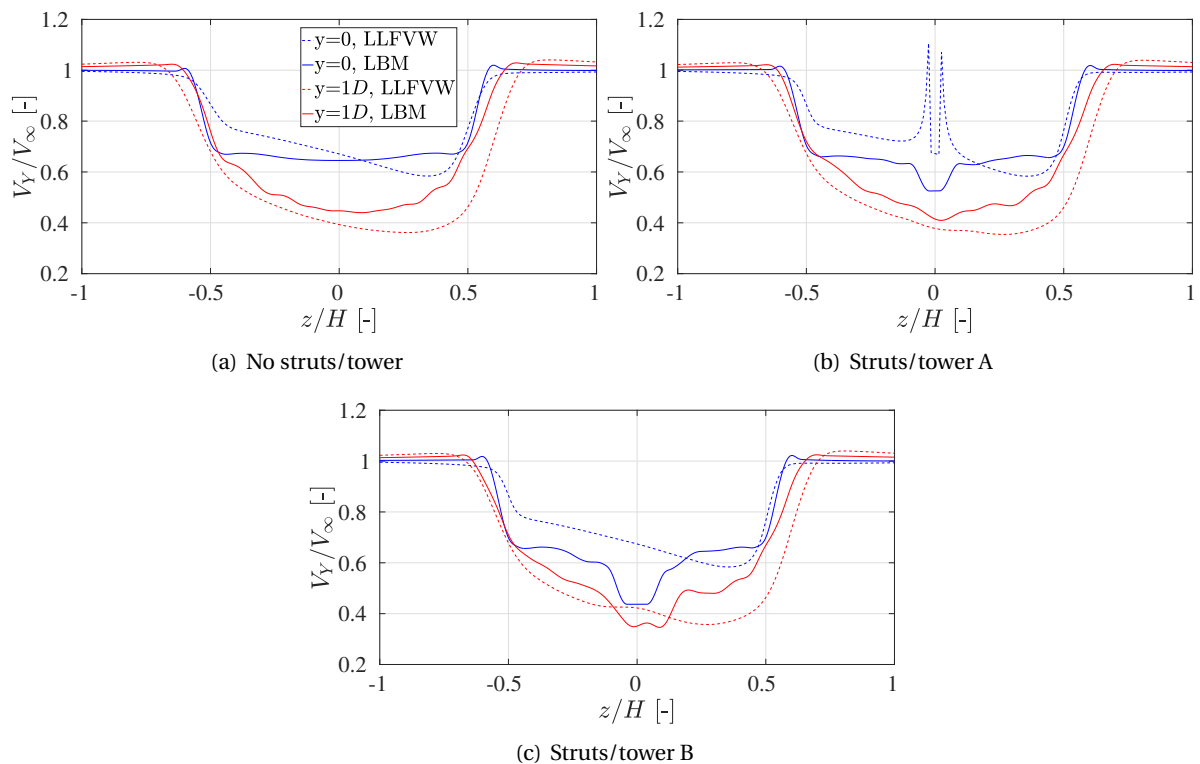 1.2
1
0.8
0.6
0.4
0.2
V_Y/V_∞ [-]
-1
-0.5
0
0.5
1
z/H [-]
y=0, LLFVW
y=0, LBM
y=1D, LLFVW
y=1D, LBM
(a) No struts/tower
1.2
1
0.8
0.6
0.4
0.2
V_Y/V_∞ [-]
-1
-0.5
0
0.5
1
z/H [-]
(b) Struts/tower A
1.2
1
0.8
0.6
0.4
0.2
V_Y/V_∞ [-]
-1
-0.5
0
0.5
1
z/H [-]
(c) Struts/tower B